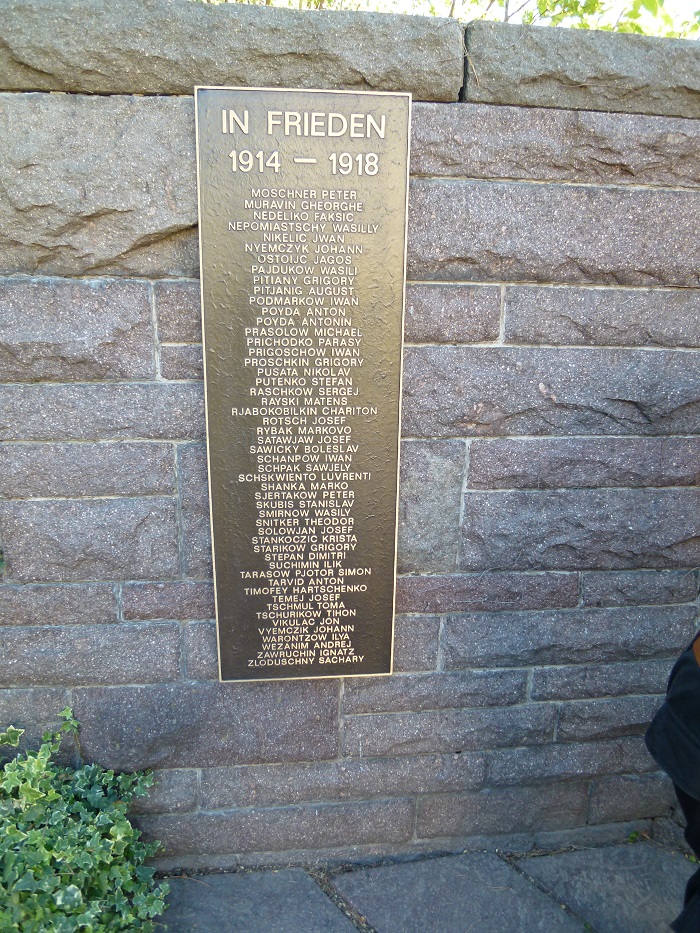 IN FRIEDEN
1914 — 1918
MOSCHNER PETER
MURAVIN GHEORGHE
NEDELIKO FAKSIC
NEPOMIASTSCHY WASILLY
NIKELIC JWAN
NYEMCZYK JOHANN
OSTOIJC JAGOS
PAJDUKOW WASILI
PITIANY GRIGORY
PITJANIG AUGUST
PODMARKOW IWAN
POYDA ANTON
POYDA ANTONIN
PRASOLOW MICHAEL
PRICHODKO PARASY
PRIGOSCHOW IWAN
PROSCHKIN GRIGORY
PUSATA NIKOLAV
PUTENKO STEFAN
RASCHKOW SERGEJ
RAYSKI MATENS
RJABOKOBILKIN CHARITON
ROTSCH JOSEF
RYBAK MARKOVO
SATAWJAW JOSEF
SAWICKY BOLESLAV
SCHANPOW IWAN
SCHPAK SAWJELY
SCHSKWIENTO LUVRENTI
SHANKA MARKO
SJERTAKOW PETER
SKUBIS STANISLAV
SMIRNOW WASILY
SNITKER THEODOR
SOLOWJAN JOSEF
STANKOCZIC KRISTA
STARIKOW GRIGORY
STEPAN DIMITRI
SUCHIMIN ILIK
TARASOW PJOTOR SIMON
TARVID ANTON
TIMOFEY HARTSCHENKO
TEMEJ JOSEF
TSCHMUL TOMA
TSCHURIKOW TIHON
VIKULAC JON
VYEMCZIK JOHANN
WARONTZOW ILYA
WEZANIM ANDREJ
ZAWRUCHIN IGNATZ
ZLODUSCHNY SACHARY